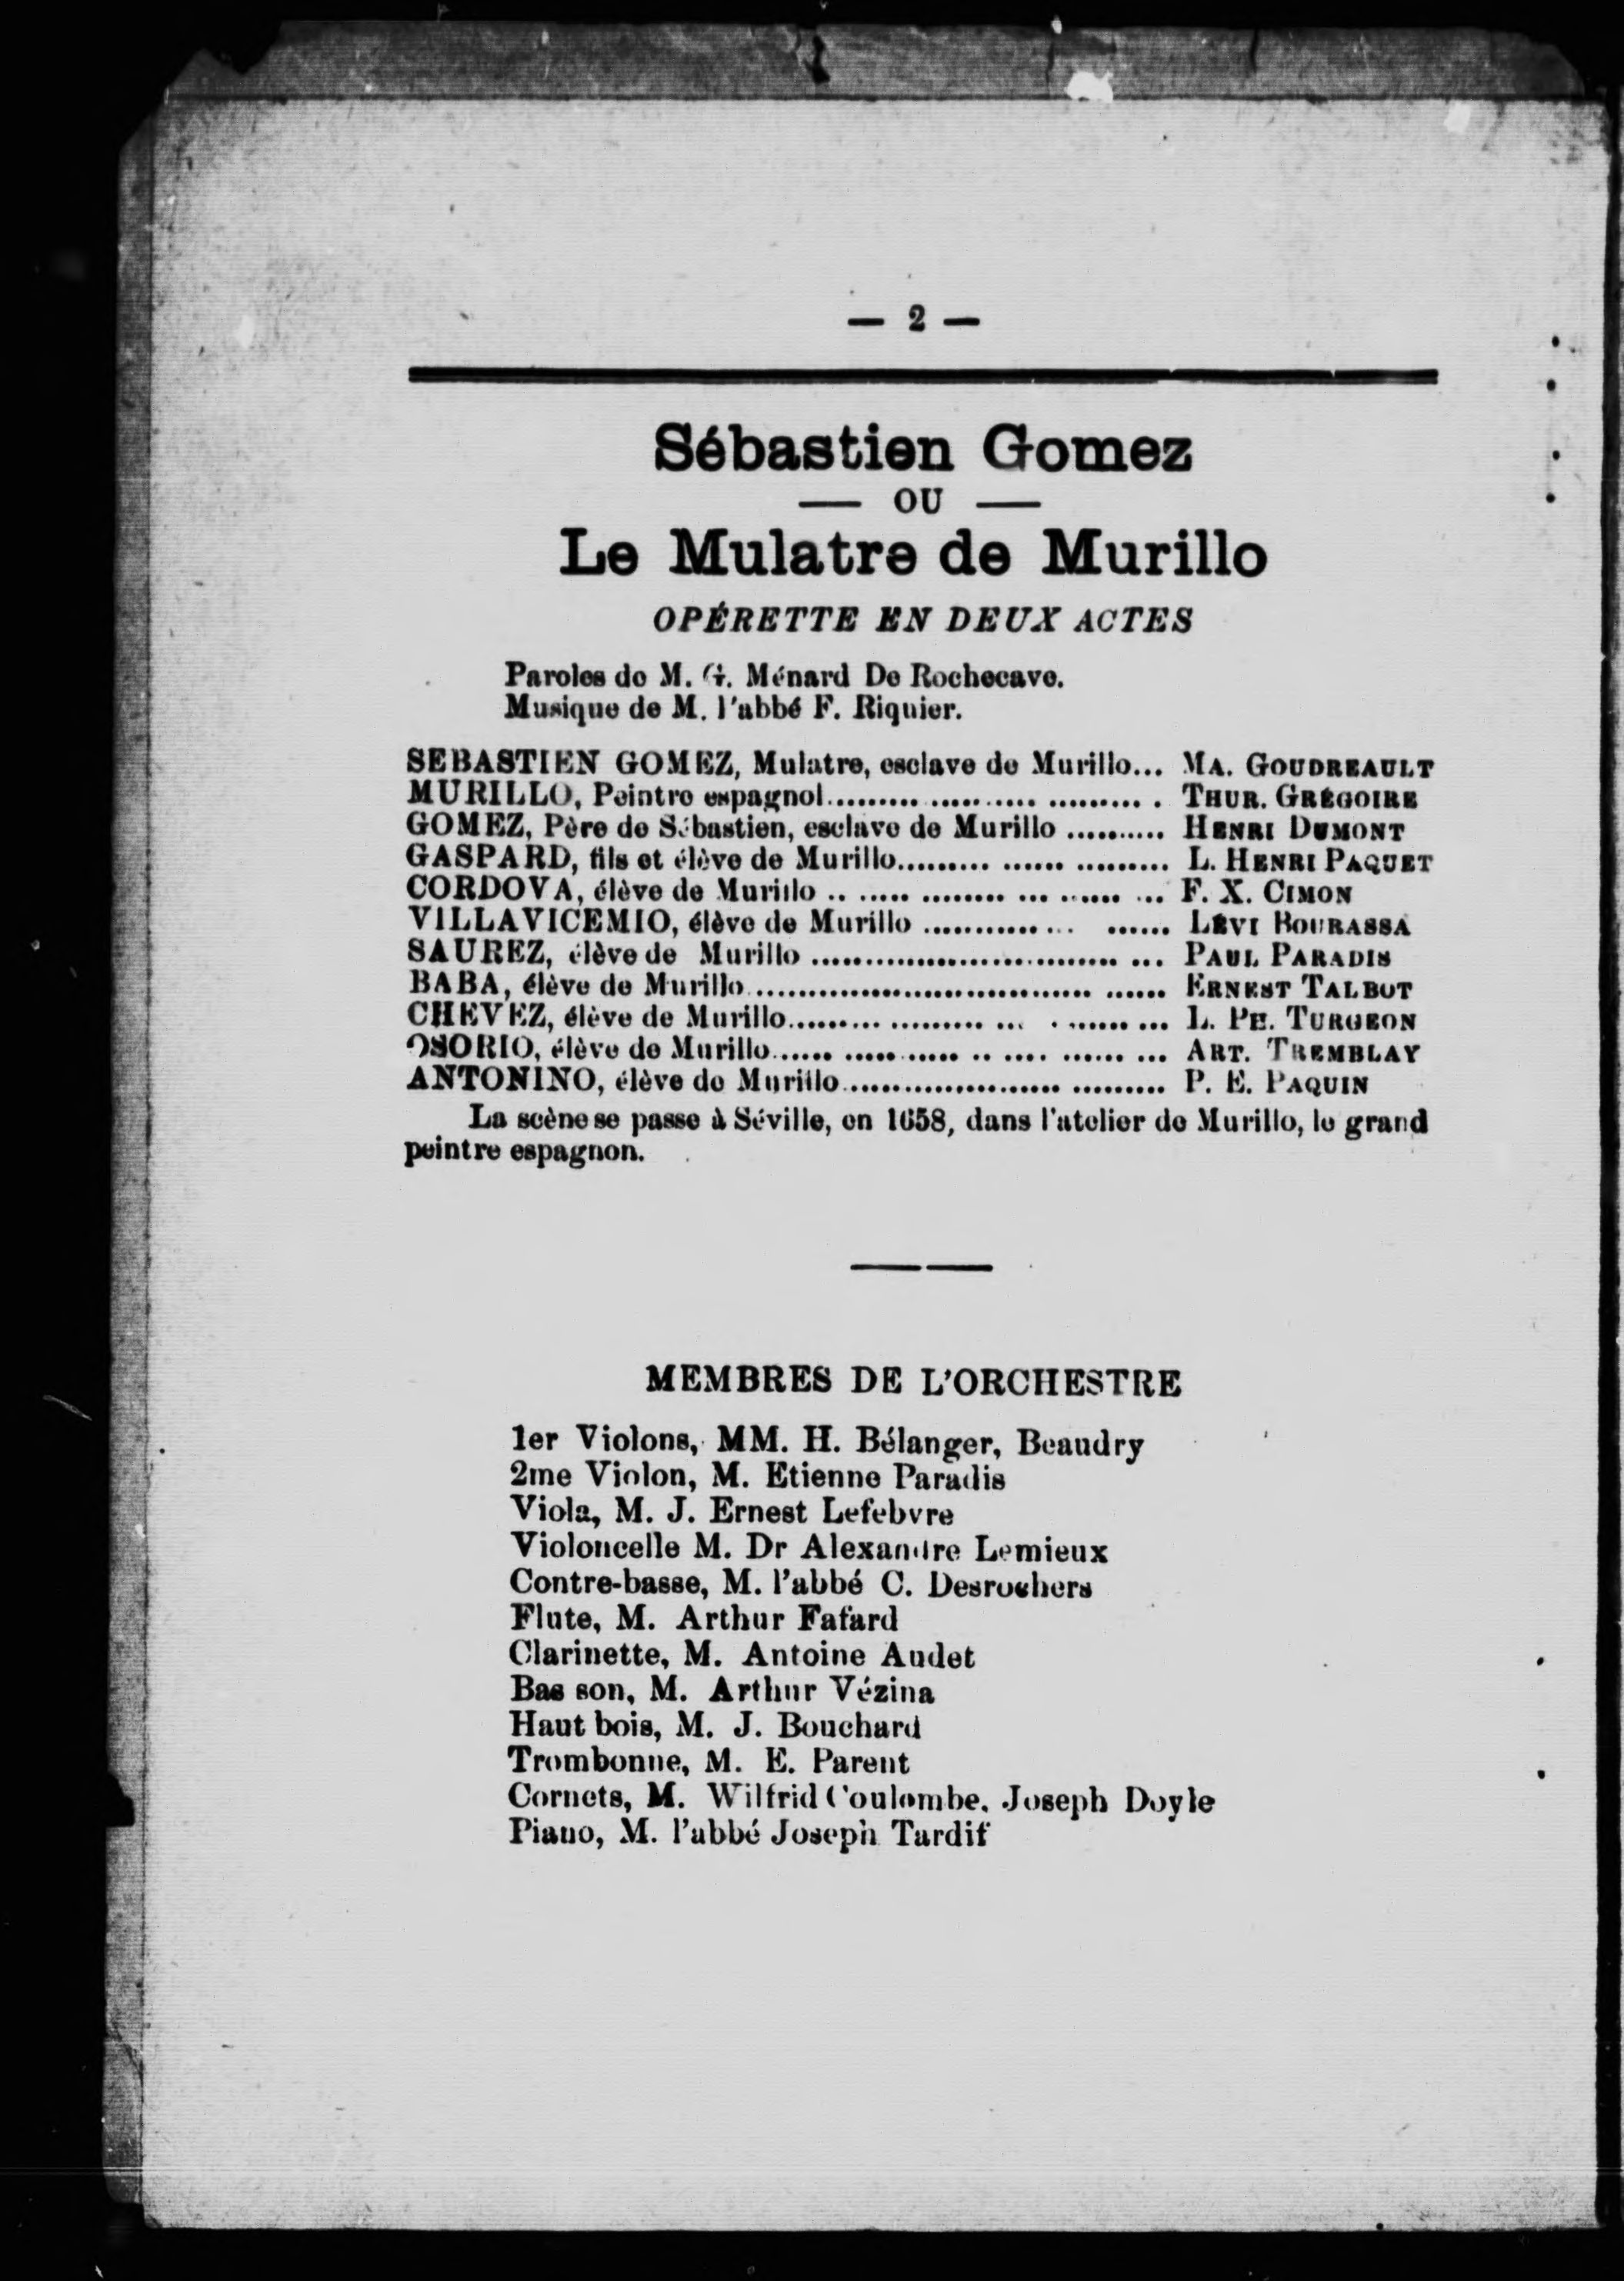 — 2 —
Sébastien Gomez
— OU —
Le Mulatre de Murillo
OPÉRETTE EN DEUX ACTES
Paroles de M. G. Ménard De Rochecave.
Musique de M. l'abbé F. Riquier.
SEBASTIEN GOMEZ, Mulatre, esclave de Murillo... MA. GOUDREAULT
MURILLO, Peintre espagnol.............................. THUR. GRÉGOIRE
GOMEZ, Père de Sébastien, esclave de Murillo .......... HENRI DUMONT
GASPARD, fils et élève de Murillo......................... L. HENRI PAQUET
CORDOVA, élève de Murillo .............................. F. X. CIMON
VILLAVICEMIO, élève de Murillo .................... LÉVI BOURASSA
SAUREZ, élève de Murillo ................................. PAUL PARADIS
BABA, élève de Murillo...................................... ERNEST TALBOT
CHEVEZ, élève de Murillo.............................. L. PH. TURGEON
OSORIO, élève de Murillo.............................. ART. TREMBLAY
ANTONINO, élève de Murillo............................. P. E. PAQUIN
La scène se passe à Séville, en 1658, dans l'atelier de Murillo, le grand
peintre espagnon.
MEMBRES DE L'ORCHESTRE
1er Violons, MM. H. Bélanger, Beaudry
2me Violon, M. Etienne Paradis
Viola, M. J. Ernest Lefebvre
Violoncelle M. Dr Alexandre Lemieux
Contre-basse, M. l'abbé C. Desrochers
Flute, M. Arthur Fafard
Clarinette, M. Antoine Audet
Bas son, M. Arthur Vézina
Haut bois, M. J. Bouchard
Trombonne, M. E. Parent
Cornets, M. Wilfrid Coulombe, Joseph Doyle
Piano, M. l'abbé Joseph Tardif